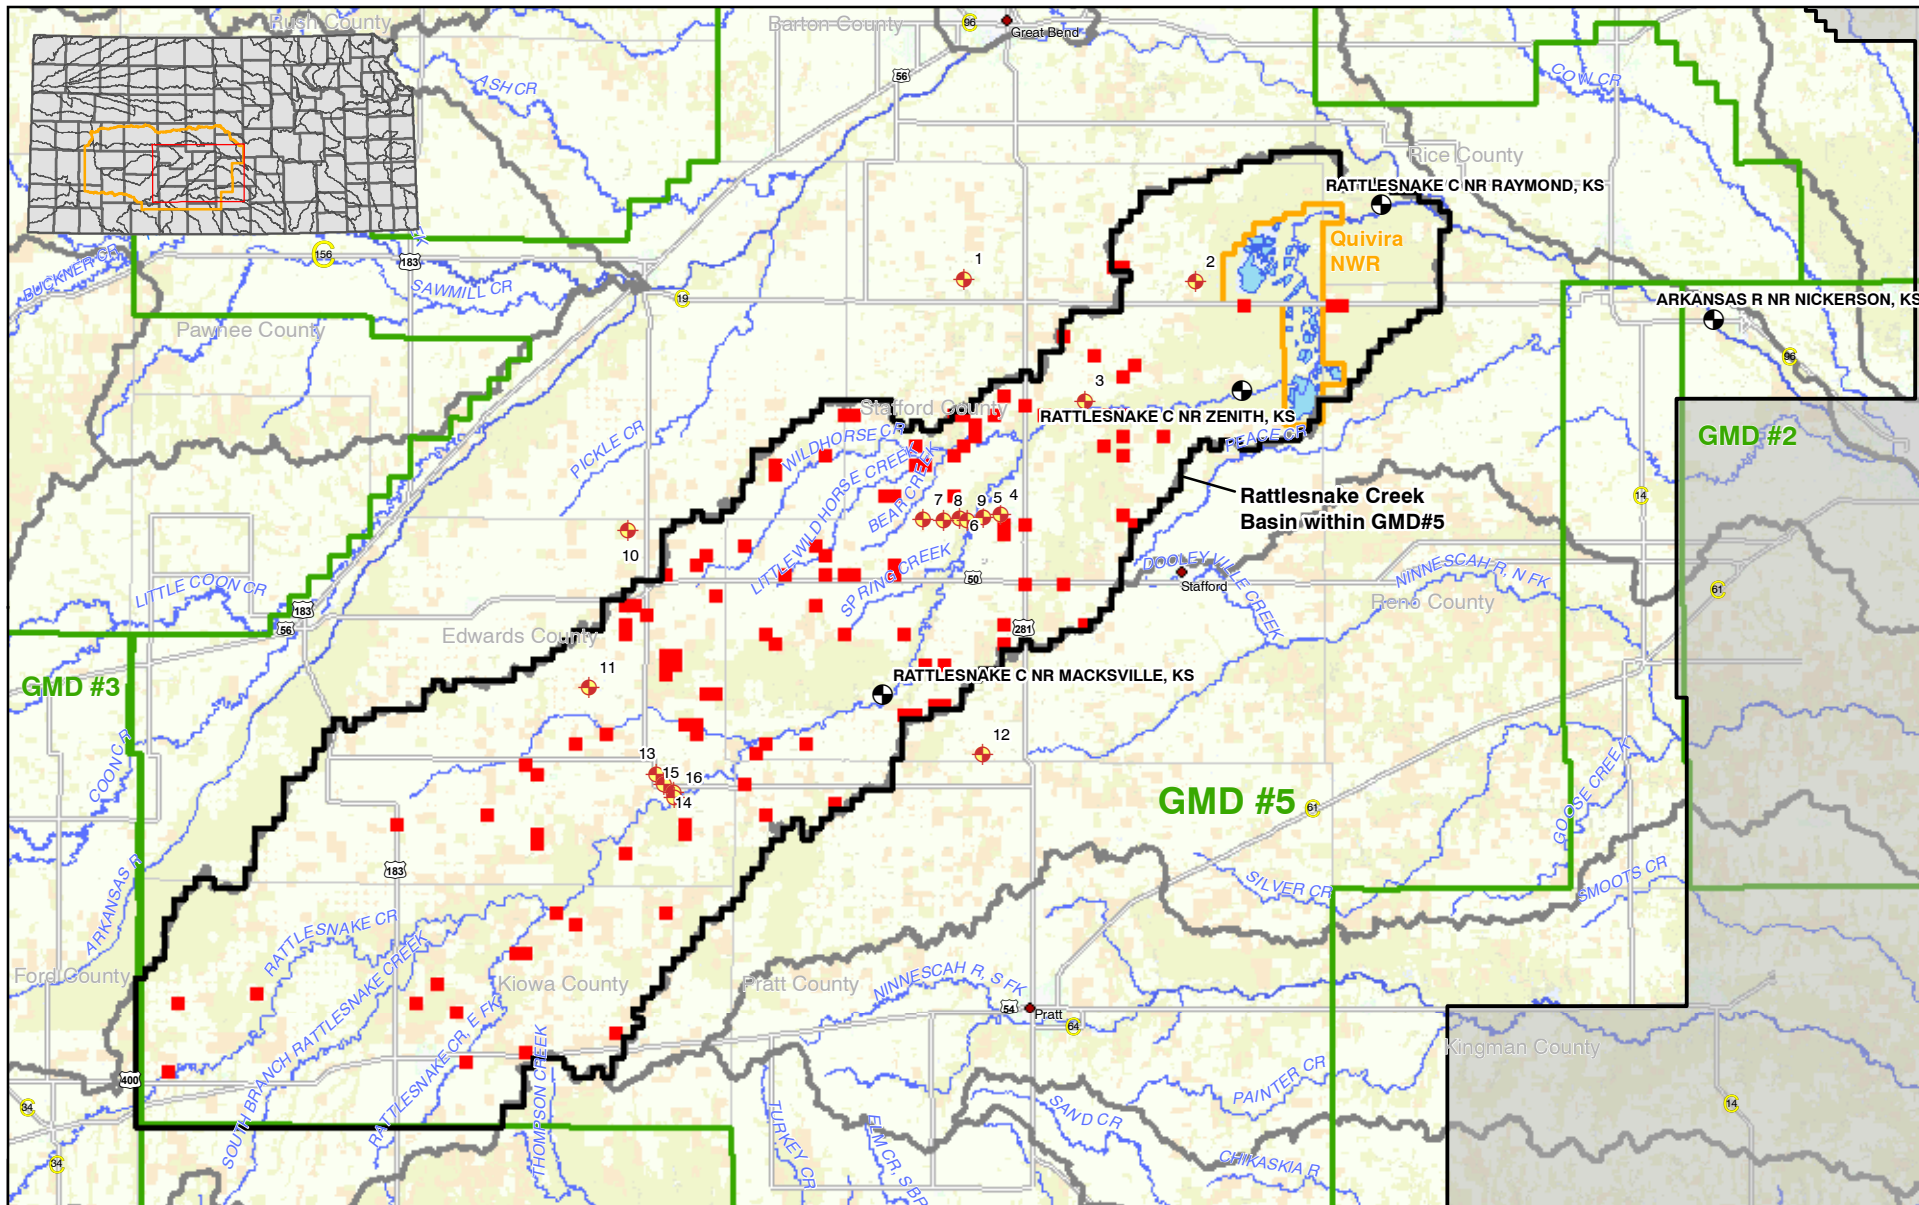 Rush County
Barton County
96
Great Bend
56
ASH CR
COW CR
Rice County
RATTLESNAKE C NR RAYMOND, KS
Quivira
NWR
BUCKNER CR
156
183
SAWMILL CR
19
1
2
ARKANSAS R NR NICKERSON, KS
Pawnee County
96
3
Stafford County
RATTLESNAKE C NR ZENITH, KS
PEACE CR
GMD #2
PICKLE CR
WILDHORSE CR
LITTLE WILDHORSE CREEK
BEAR CREEK
Rattlesnake Creek
Basin within GMD#5
14
7
8
9
5
4
6
10
SPRING CREEK
50
DOOLEYVILLE CREEK
Stafford
NINNESCAH R, N FK
Reno County
61
LITTLE COON CR
183
56
Edwards County
281
GMD #3
11
RATTLESNAKE C NR MACKSVILLE, KS
12
13
15
16
14
COON CR
GMD #5
61
GOOSE CREEK
183
ARKANSAS R
SILVER CR
SMOOTS CR
RATTLESNAKE CR
SOUTH BRANCH RATTLESNAKE CREEK
Ford County
Kiowa County
Pratt County
NINNESCAH R, S FK
54
Pratt
64
RATTLESNAKE CR, E FK
THOMPSON CREEK
Kingman County
400
34
PAINTER CR
SAND CR
14
TURKEY CR
ELM CR, S BR
CHIKASKIA R
34